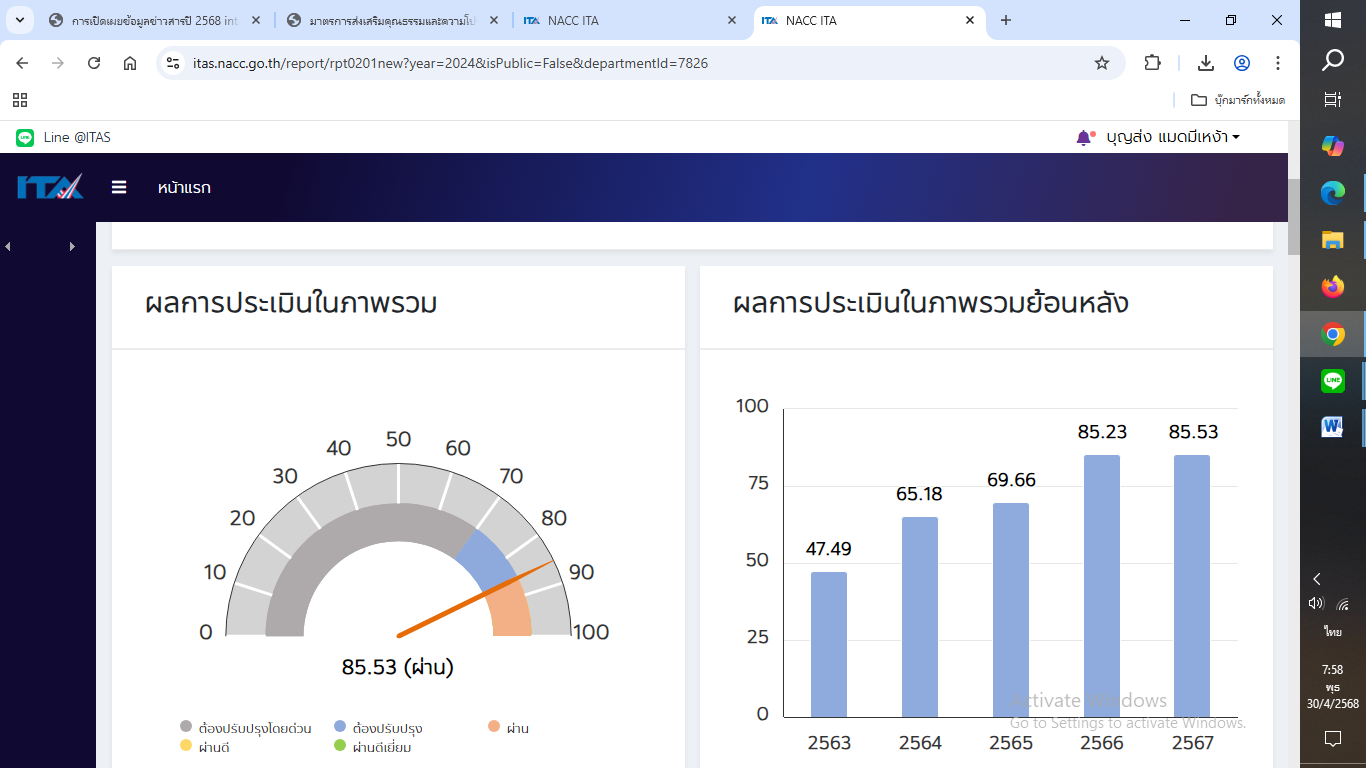 การเปิดเผยข้อมูลข่าวสารปี 2568 int
มาตรการส่งเสริมคุณธรรมและความโป
NACC ITA
NACC ITA
itas.nacc.go.th/report/rpt0201new?year=2024&isPublic=False&departmentId=7826
บุ๊กมาร์กทั้งหมด
Line @ITAS
บุญส่ง แมดมีเหง้า
ITA
หน้าแรก
ผลการประเมินในภาพรวม
0
10
20
30
40
50
60
70
80
90
100
85.53 (ผ่าน)
ต้องปรับปรุงโดยด่วน
ต้องปรับปรุง
ผ่าน
ผ่านดี
ผ่านดีเยี่ยม
ผลการประเมินในภาพรวมย้อนหลัง
100
75
50
25
0
47.49
65.18
69.66
85.23
85.53
2563
2564
2565
2566
2567
Activate Windows
Go to Settings to activate Windows.
LINE
W
ไทย
7:58
พุธ
30/4/2568